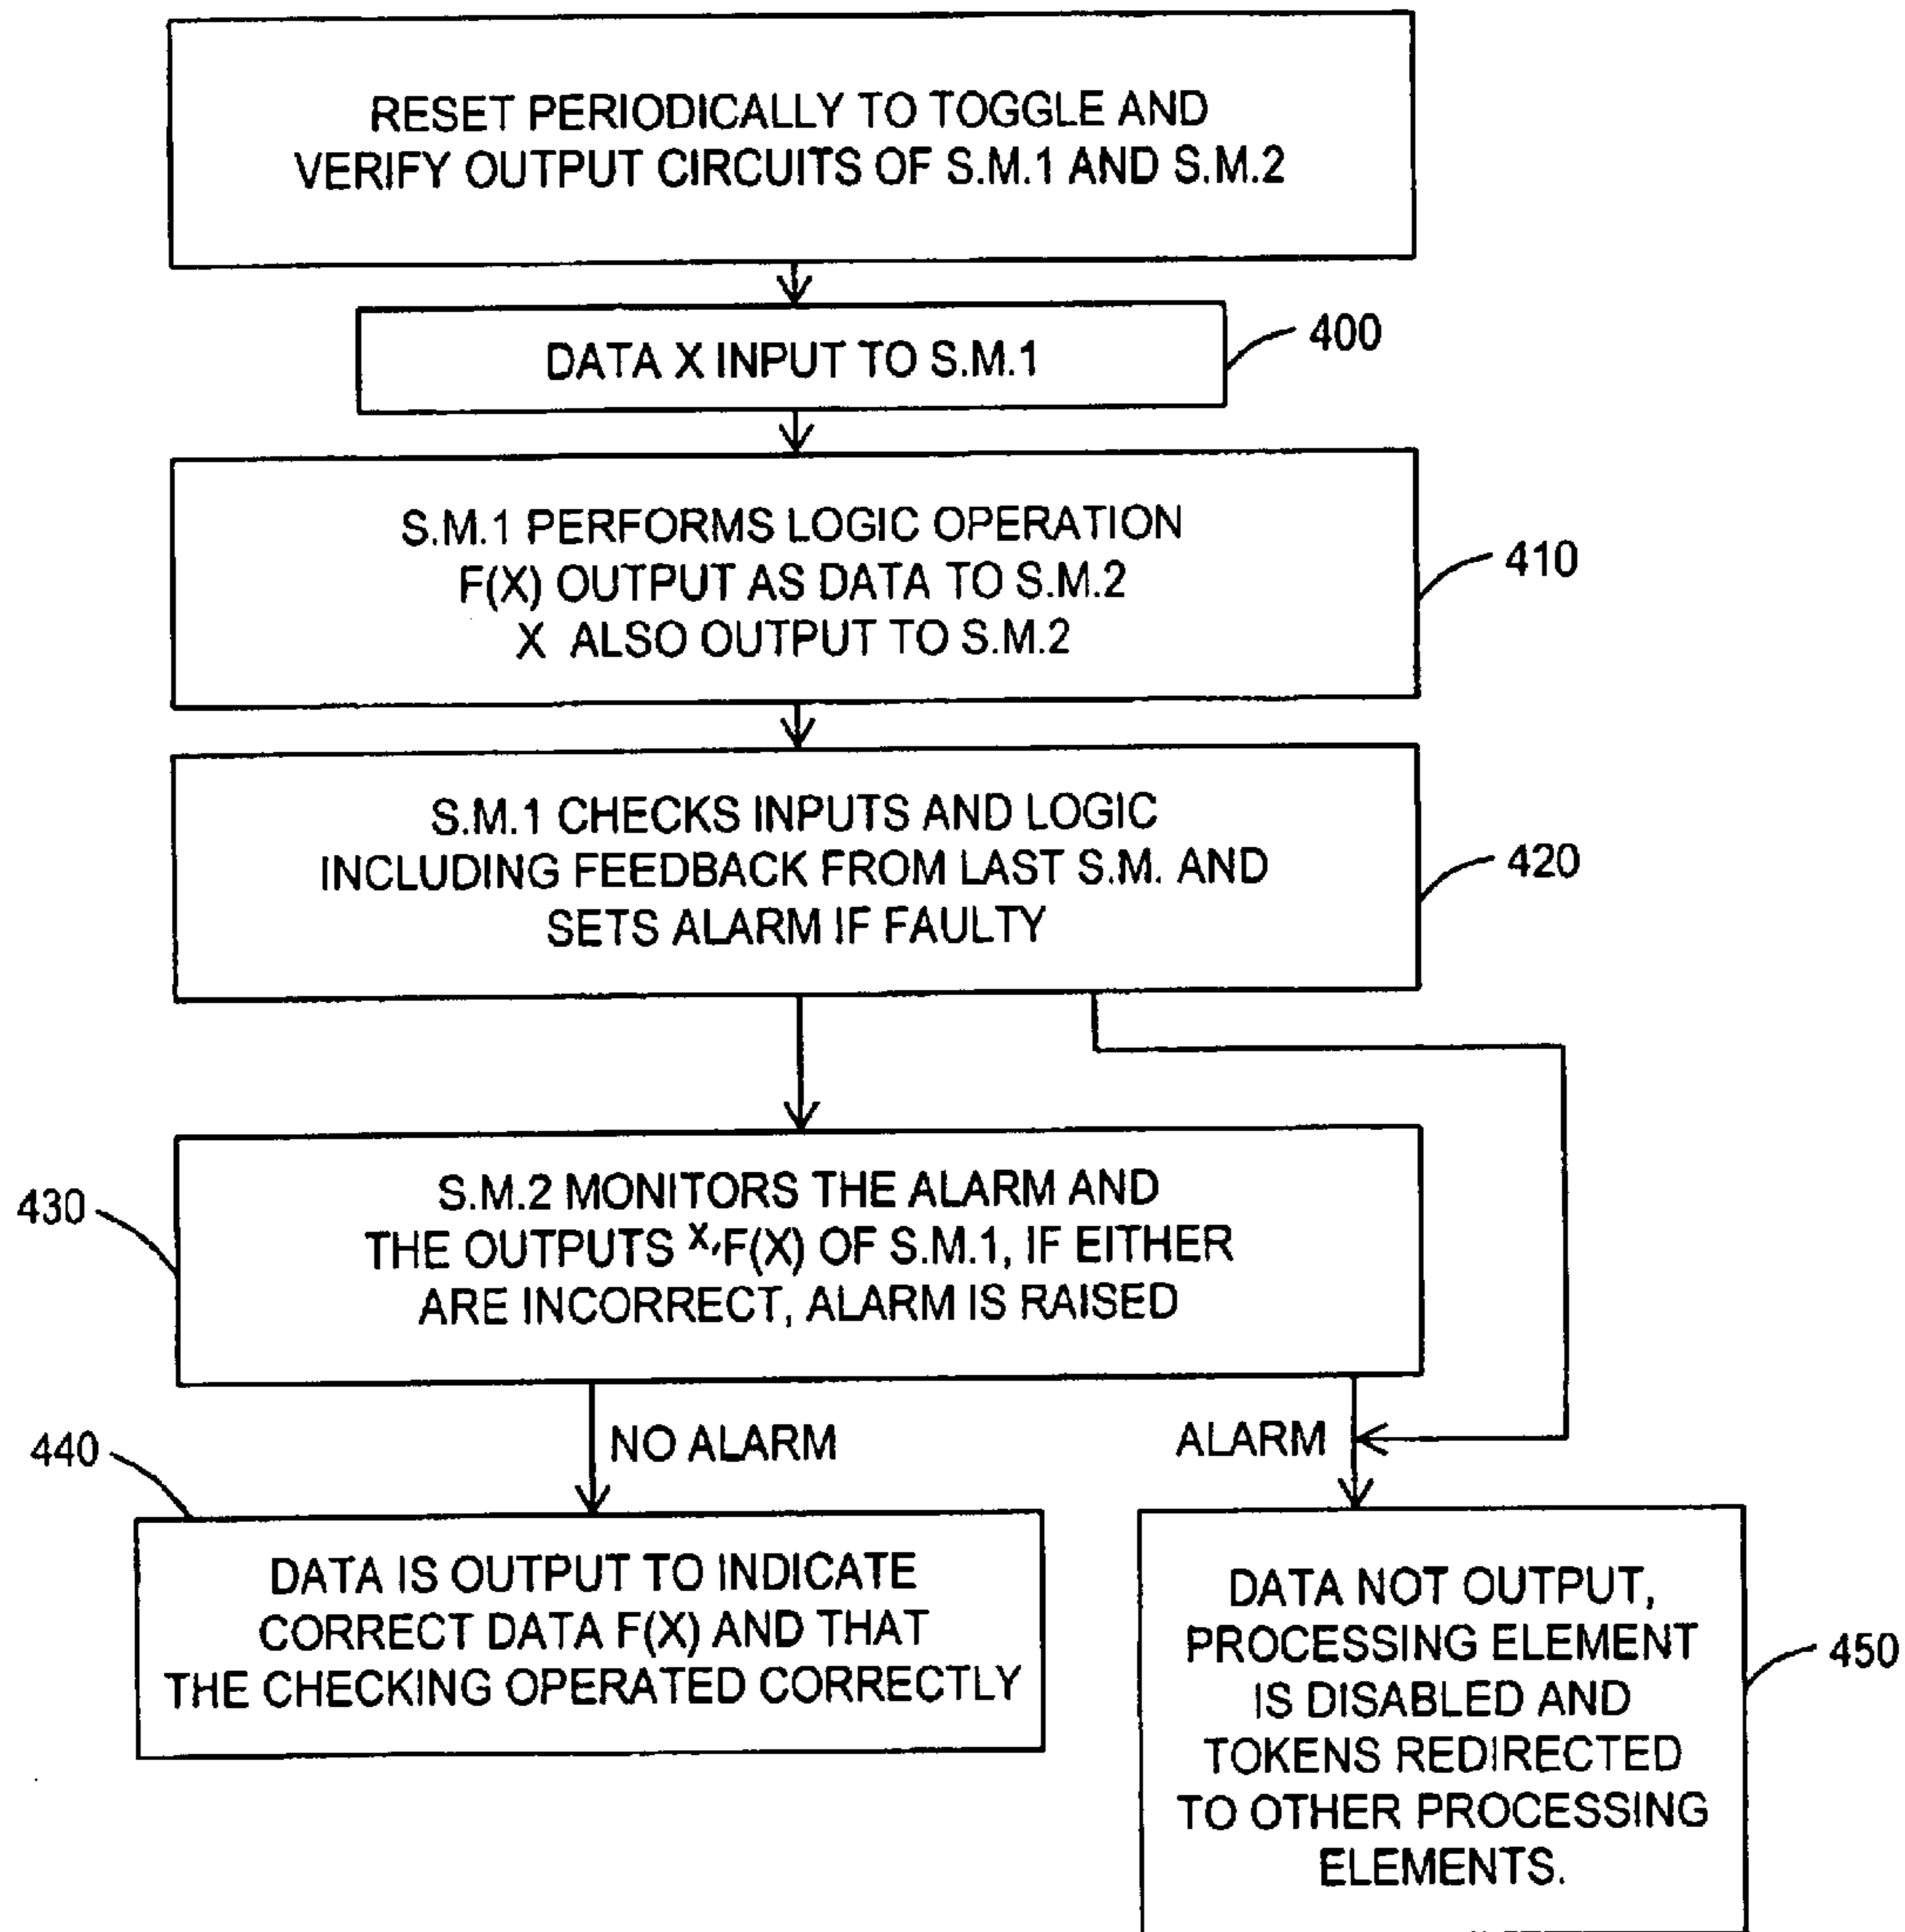 RESET PERIODICALLY TO TOGGLE AND
VERIFY OUTPUT CIRCUITS OF S.M.1 AND S.M.2
DATA X INPUT TO S.M.1
400
S.M.1 PERFORMS LOGIC OPERATION
F(X) OUTPUT AS DATA TO S.M.2
X ALSO OUTPUT TO S.M.2
410
S.M.1 CHECKS INPUTS AND LOGIC
INCLUDING FEEDBACK FROM LAST S.M. AND
SETS ALARM IF FAULTY
420
430
S.M.2 MONITORS THE ALARM AND
THE OUTPUTS X,F(X) OF S.M.1, IF EITHER
ARE INCORRECT, ALARM IS RAISED
NO ALARM
ALARM
440
DATA IS OUTPUT TO INDICATE
CORRECT DATA F(X) AND THAT
THE CHECKING OPERATED CORRECTLY
DATA NOT OUTPUT,
PROCESSING ELEMENT
IS DISABLED AND
TOKENS REDIRECTED
TO OTHER PROCESSING
ELEMENTS.
450